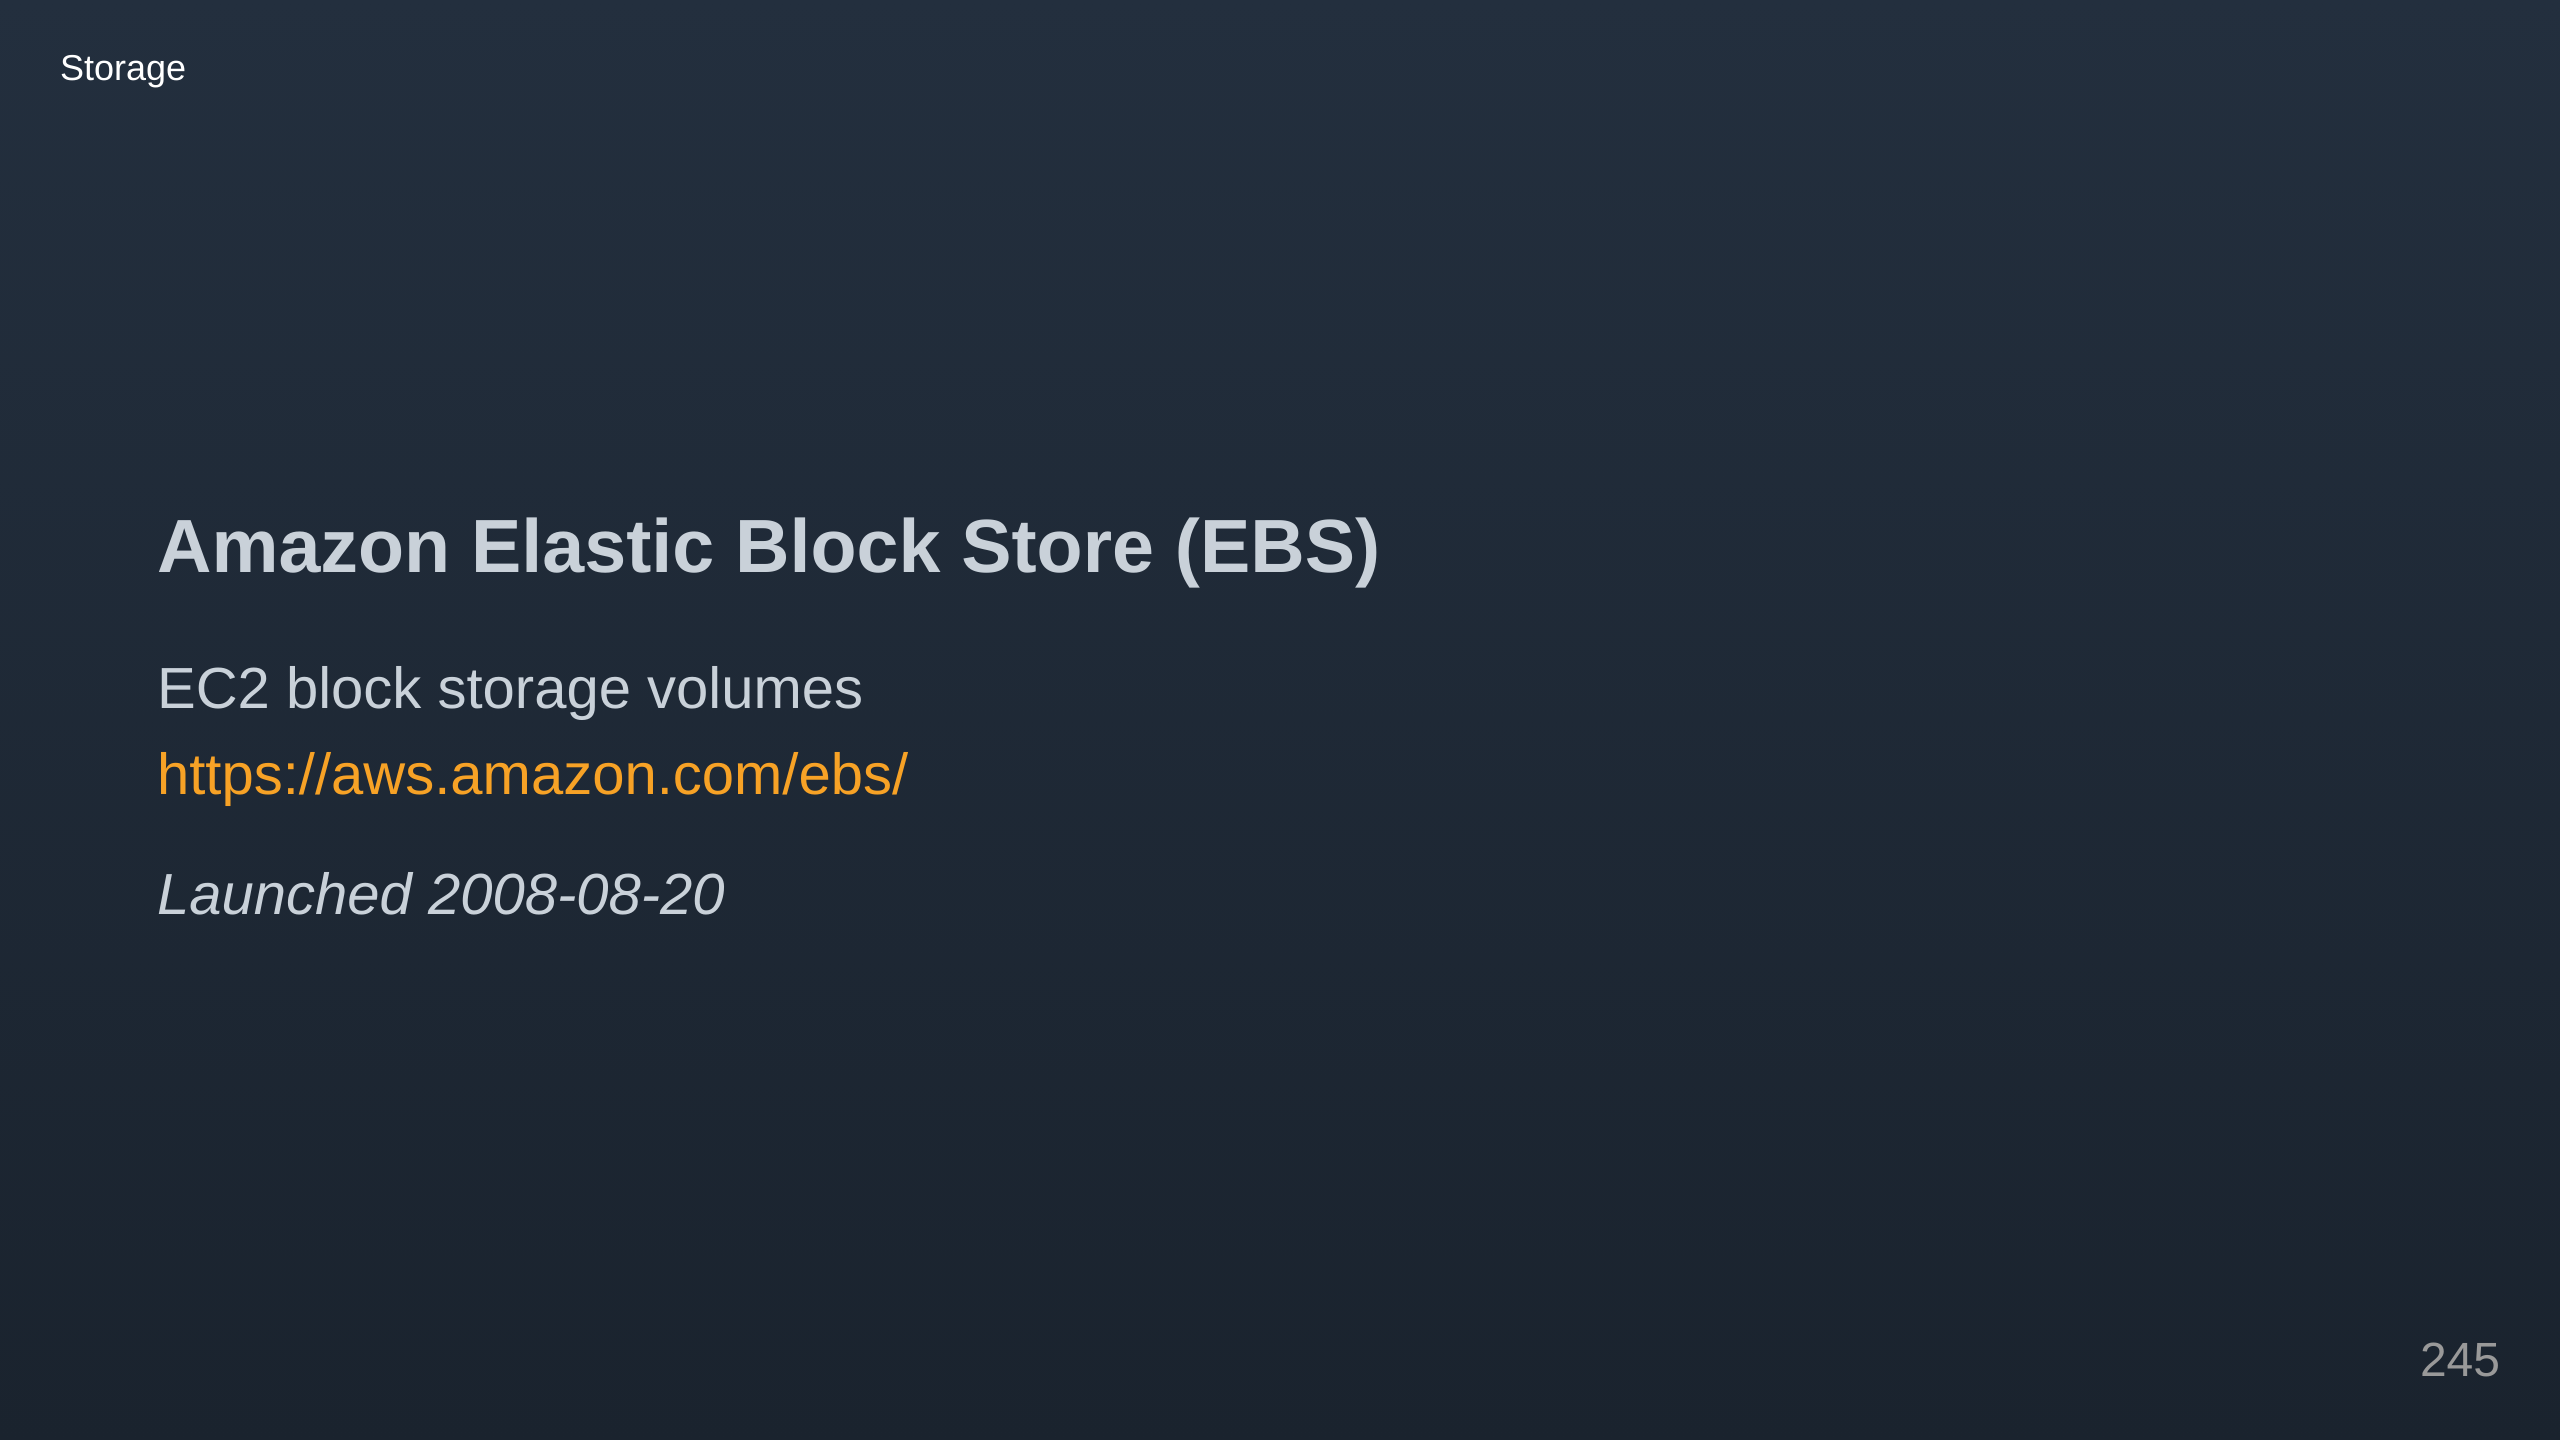 Storage
Amazon Elastic Block Store (EBS)
EC2 block storage volumes
https://aws.amazon.com/ebs/
Launched 2008-08-20
245